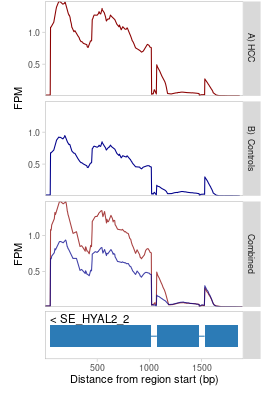 1.0
0.5
FPM
A) HCC
1.0
0.5
B) Controls
1.0
0.5
FPM
Combined
< SE_HYAL2_2
500 1000 1500
Distance from region start (bp)